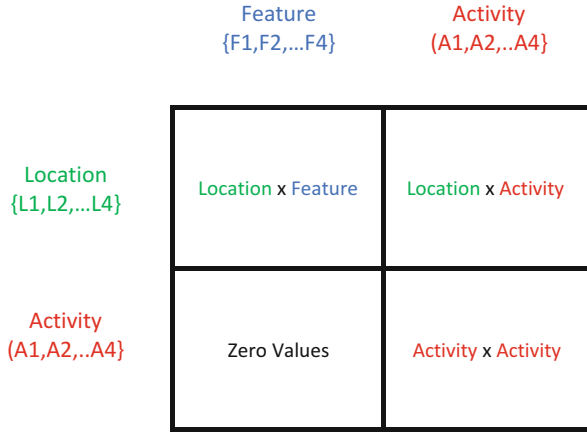 Feature
{F1,F2,...F4}
Activity
(A1,A2,..A4}
Location
{L1,L2,...L4}
Location x Feature
Location x Activity
Activity
(A1,A2,..A4}
Zero Values
Activity x Activity